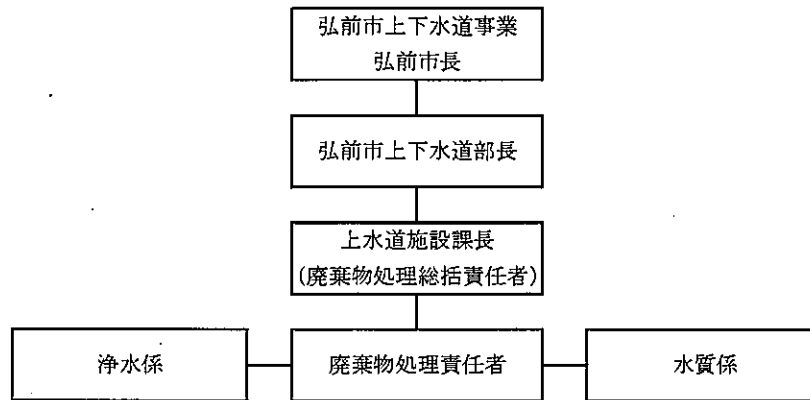 弘前市上下水道事業
弘前市長
弘前市上下水道部長
上水道施設課長
(廃棄物処理総括責任者)
浄水係
廃棄物処理責任者
水質係